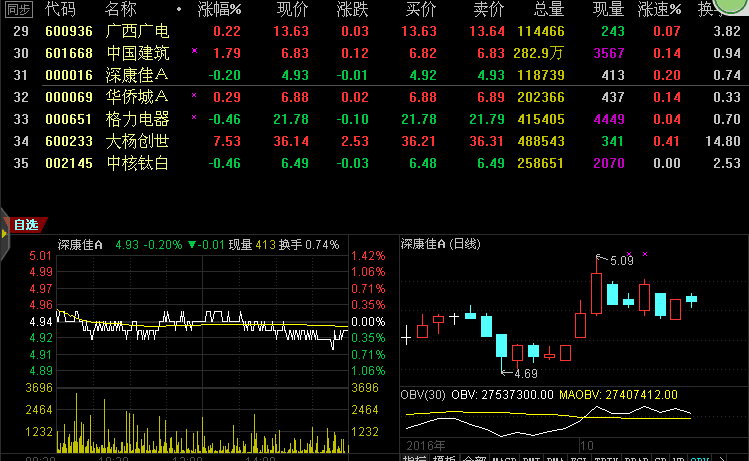 同步 代码 名称 • 涨幅% 现价 涨跌 买价 卖价 总量 现量 涨速% 换手
29 600936 广西广电 0.22 13.63 0.03 13.63 13.64 114466 243 0.07 3.82
30 601668 中国建筑 × 1.79 6.83 0.12 6.82 6.83 282.9万 3567 0.14 0.94
31 000016 深康佳A -0.20 4.93 -0.01 4.92 4.93 118739 413 0.20 0.74
32 000069 华侨城A × 0.29 6.88 0.02 6.88 6.89 202366 437 0.14 0.33
33 000651 格力电器 × -0.46 21.78 -0.10 21.78 21.79 415405 4449 0.04 0.70
34 600233 大杨创世 7.53 36.14 2.53 36.21 36.31 488543 341 0.41 14.80
35 002145 中核钛白 -0.46 6.49 -0.03 6.48 6.49 258651 2070 0.00 2.53
自选
深康佳A 4.93 -0.20% ▼-0.01 现量 413 换手 0.74%
深康佳A (日线)
5.01 1.42%
4.99 1.06%
4.97 0.71%
4.96 0.35%
4.94 0.00%
4.92 0.35%
4.91 0.71%
4.89 1.06%
3696 3696
2464 2464
1232 1232
5.09
4.69
OBV(30) OBV: 27537300.00 MAOBV: 27407412.00
2016年 10